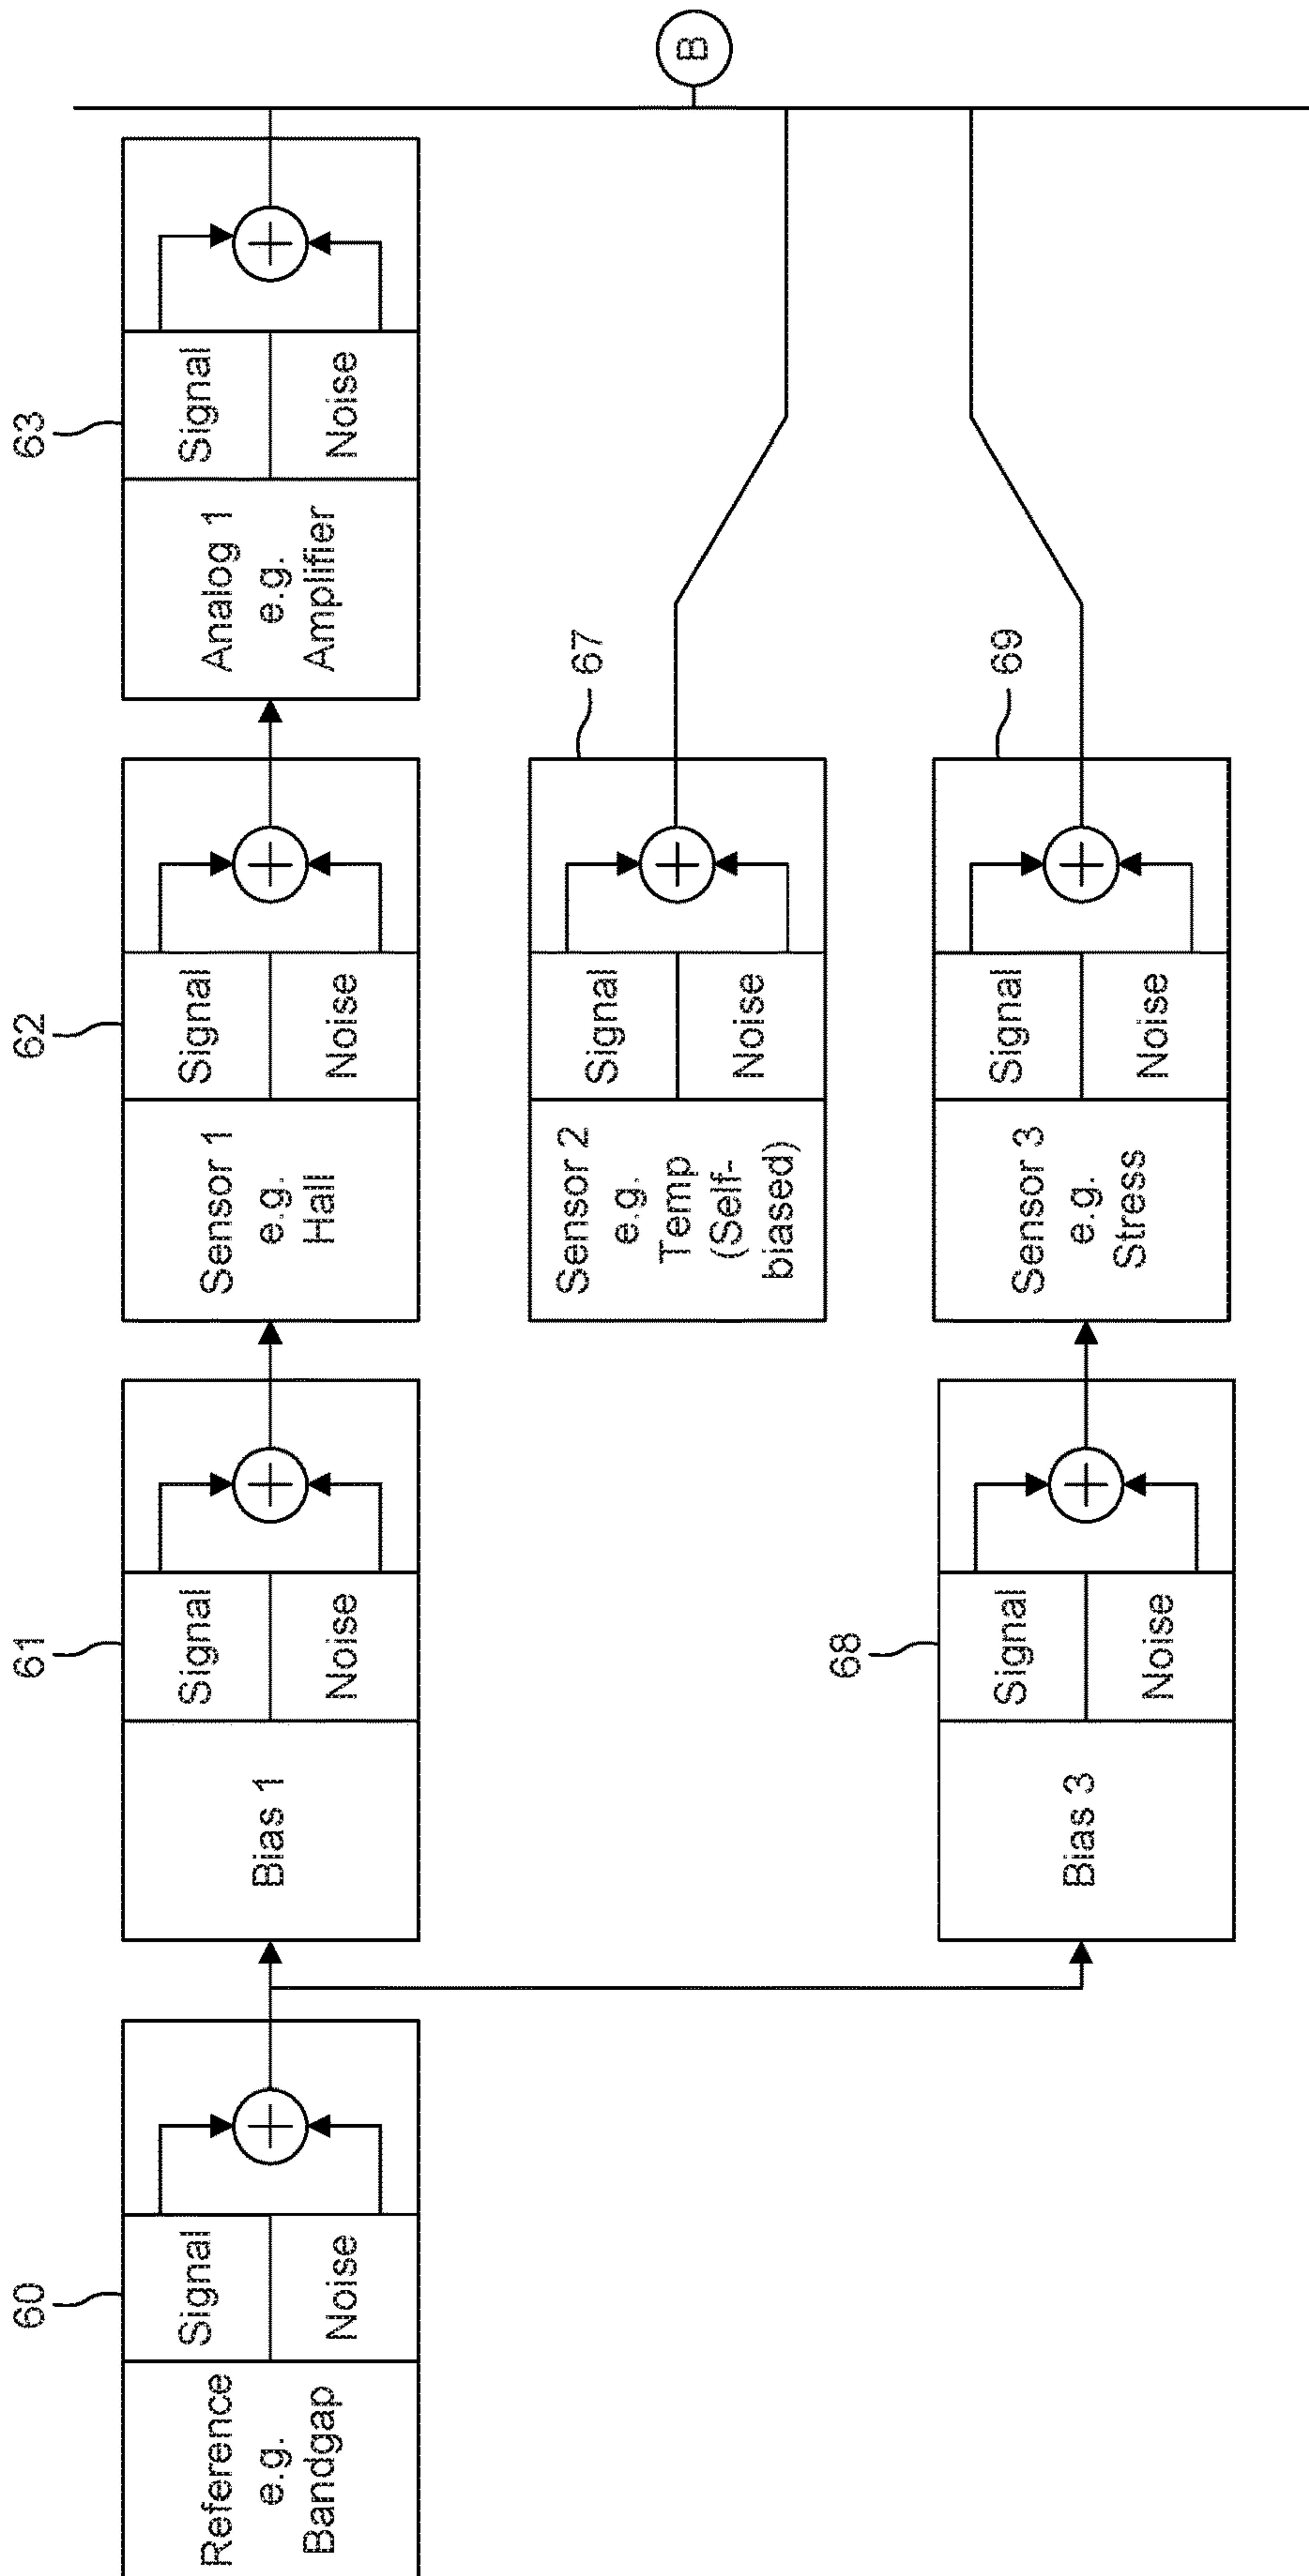 60
Reference
e.g.
Bandgap
Signal
Noise
61
Bias 1
Signal
Noise
62
Sensor 1
e.g.
Hall
Signal
Noise
63
Analog 1
e.g.
Amplifier
Signal
Noise
67
Sensor 2
e.g.
Temp
(Self-
biased)
Signal
Noise
68
Bias 3
Signal
Noise
69
Sensor 3
e.g.
Stress
Signal
Noise
B